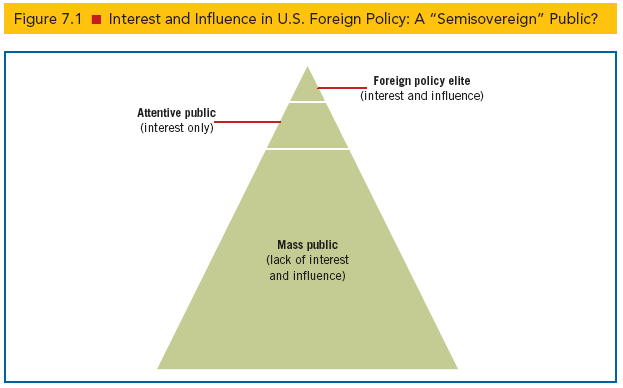 Figure 7.1 ■ Interest and Influence in U.S. Foreign Policy: A “Semisovereign” Public?
Foreign policy elite
(interest and influence)
Attentive public
(interest only)
Mass public
(lack of interest
and influence)